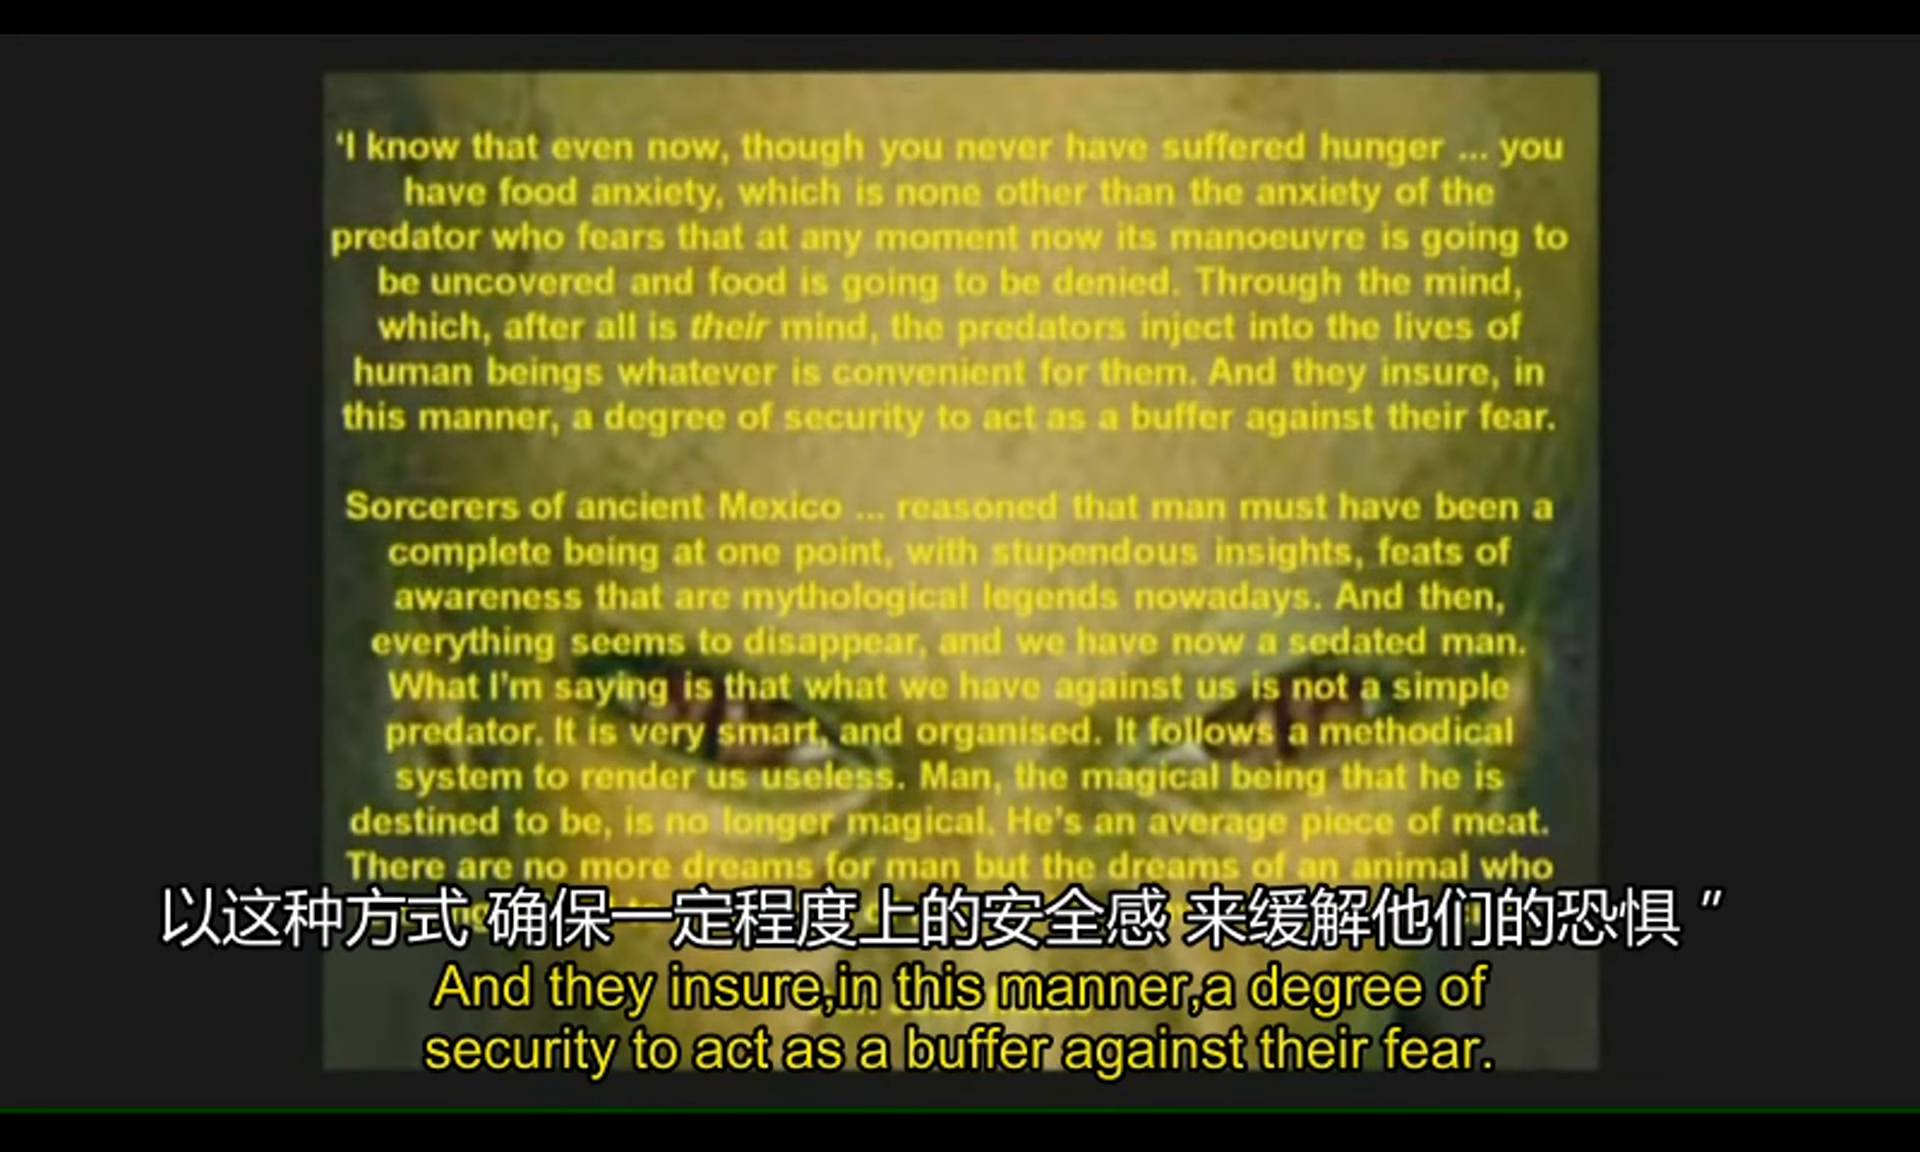 ‘I know that even now, though you never have suffered hunger ... you
have food anxiety, which is none other than the anxiety of the
predator who fears that at any moment now its manoeuvre is going to
be uncovered and food is going to be denied. Through the mind,
which, after all is their mind, the predators inject into the lives of
human beings whatever is convenient for them. And they insure, in
this manner, a degree of security to act as a buffer against their fear.
Sorcerers of ancient Mexico ... reasoned that man must have been a
complete being at one point, with stupendous insights, feats of
awareness that are mythological legends nowadays. And then,
everything seems to disappear, and we have now a sedated man.
What I’m saying is that what we have against us is not a simple
predator. It is very smart, and organised. It follows a methodical
system to render us useless. Man, the magical being that he is
destined to be, is no longer magical. He’s an average piece of meat.
There are no more dreams for man but the dreams of an animal who
以这种方式 确保一定程度上的安全感 来缓解他们的恐惧 ”
And they insure,in this manner,a degree of
security to act as a buffer against their fear.